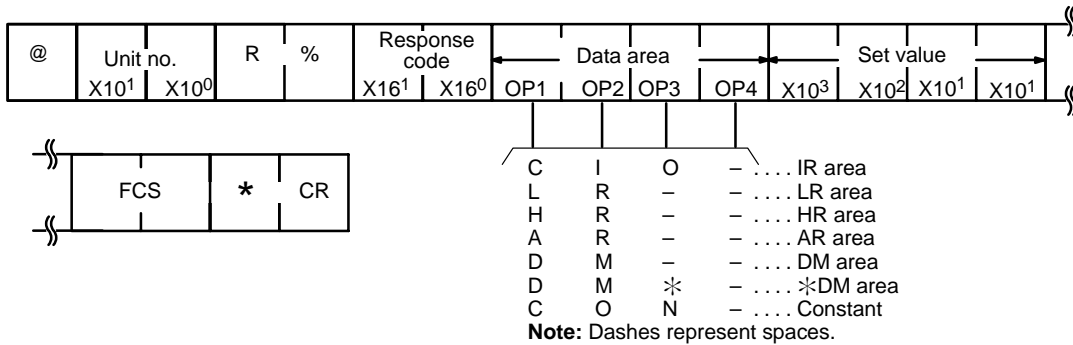 @ Unit no. R % Response code Data area Set value
X10¹ X10⁰ X16¹ X16⁰ OP1 OP2 OP3 OP4 X10³ X10² X10¹ X10¹
FCS * CR
C I O – .... IR area
L R – – .... LR area
H R – – .... HR area
A R – – .... AR area
D M – – .... DM area
D M ＊ – .... ＊DM area
C O N – .... Constant
Note: Dashes represent spaces.